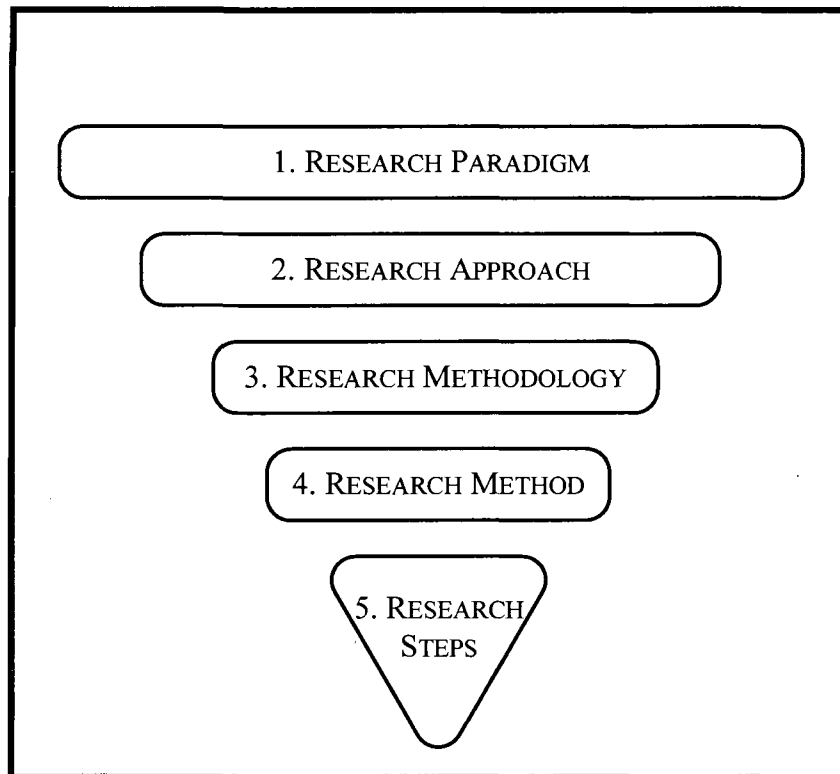 1. RESEARCH PARADIGM
2. RESEARCH APPROACH
3. RESEARCH METHODOLOGY
4. RESEARCH METHOD
5. RESEARCH
STEPS